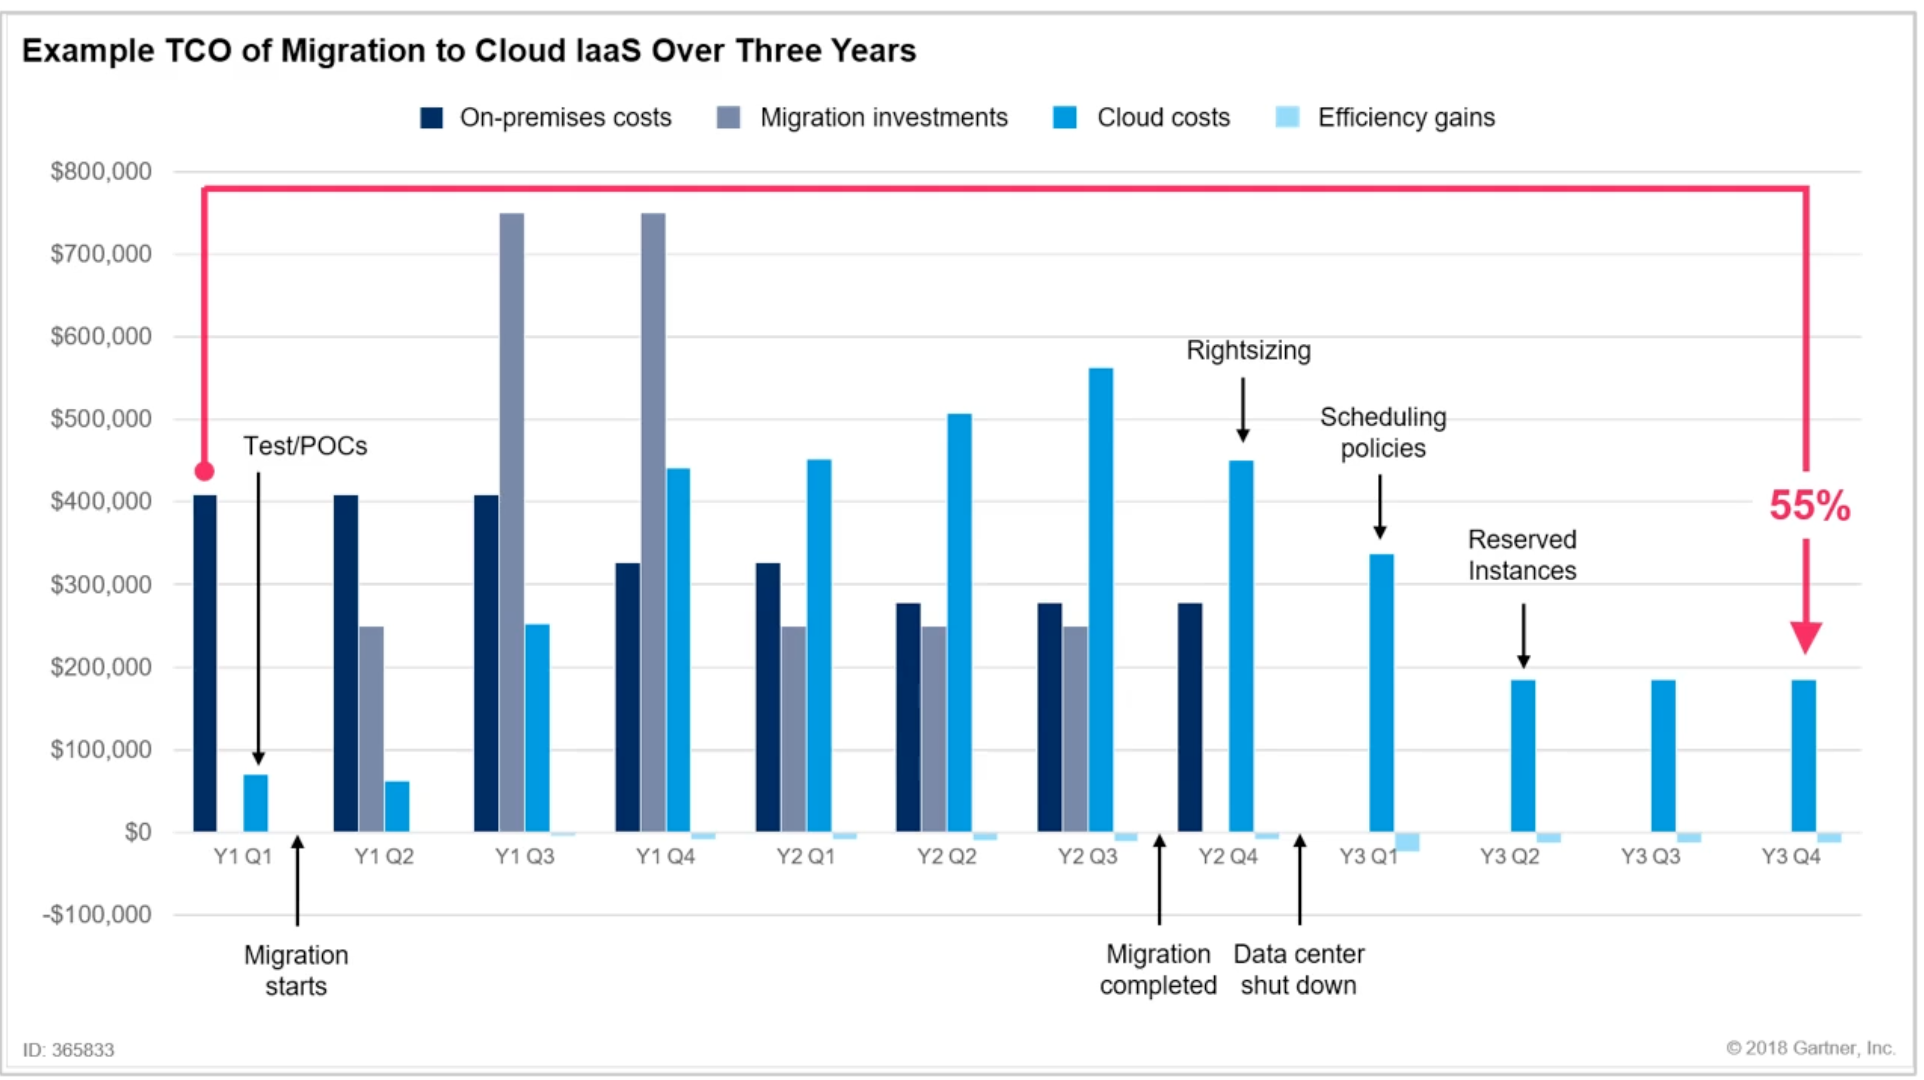 Example TCO of Migration to Cloud IaaS Over Three Years
On-premises costs
Migration investments
Cloud costs
Efficiency gains
$800,000
$700,000
$600,000
$500,000
$400,000
$300,000
$200,000
$100,000
$0
-$100,000
Test/POCs
Rightsizing
Scheduling
policies
Reserved
Instances
55%
Y1 Q1
Y1 Q2
Y1 Q3
Y1 Q4
Y2 Q1
Y2 Q2
Y2 Q3
Y2 Q4
Y3 Q1
Y3 Q2
Y3 Q3
Y3 Q4
Migration
starts
Migration
completed
Data center
shut down
ID: 365833
© 2018 Gartner, Inc.